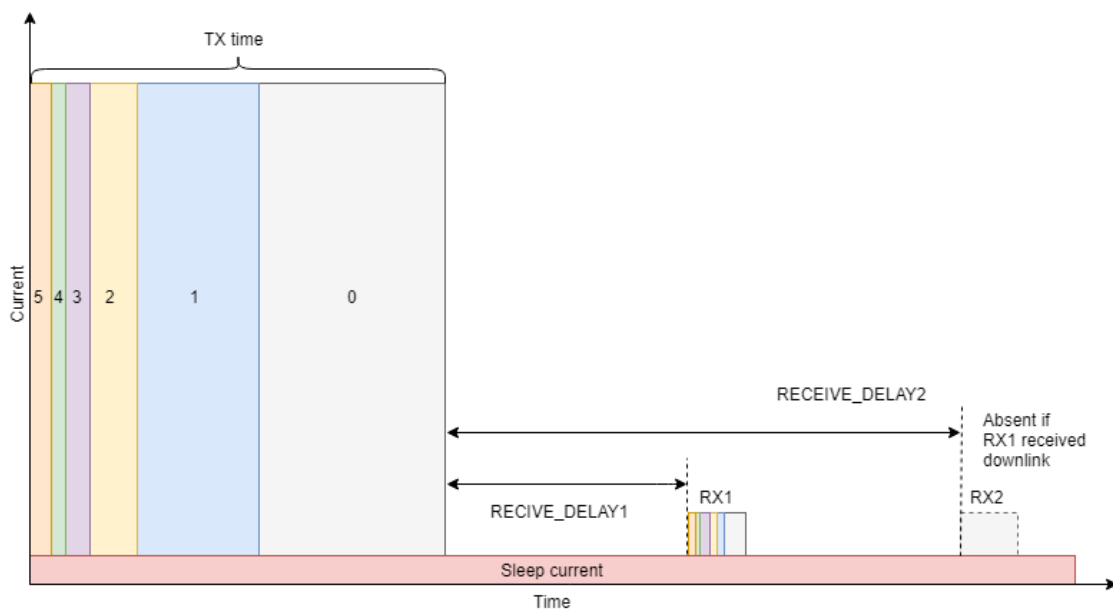 TX time
Current
5
4
3
2
1
0
RECEIVE_DELAY2
Absent if
RX1 received
downlink
RECIVE_DELAY1
RX1
RX2
Sleep current
Time